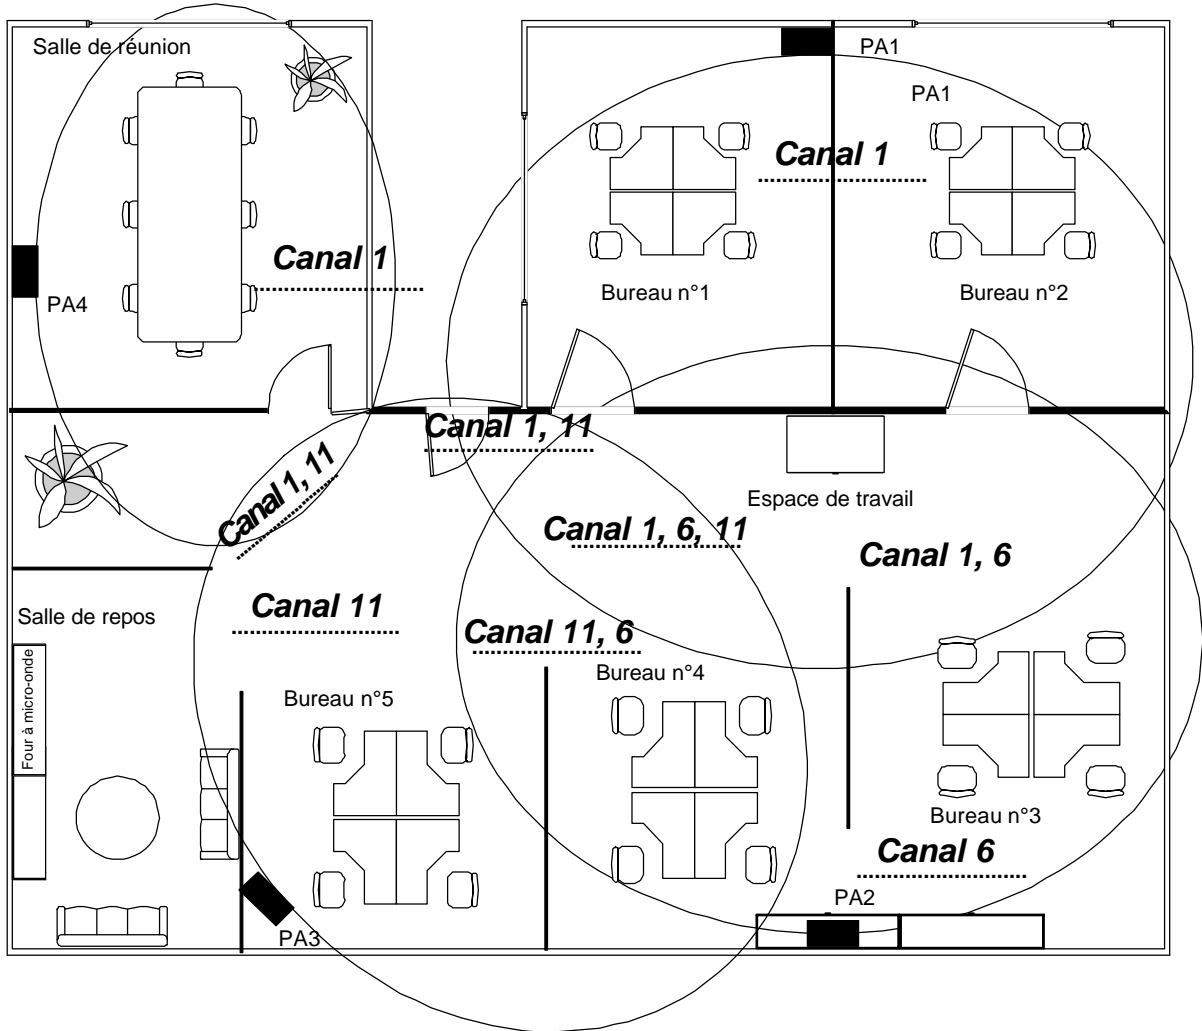 Salle de réunion
PA1
PA1
Canal 1
Canal 1
PA4
Bureau n°1
Bureau n°2
Canal 1, 11
Canal 1, 11
Espace de travail
Canal 1, 6, 11
Canal 1, 6
Salle de repos
Canal 11
Canal 11, 6
Four à micro-onde
Bureau n°5
Bureau n°4
Bureau n°3
Canal 6
PA2
PA3